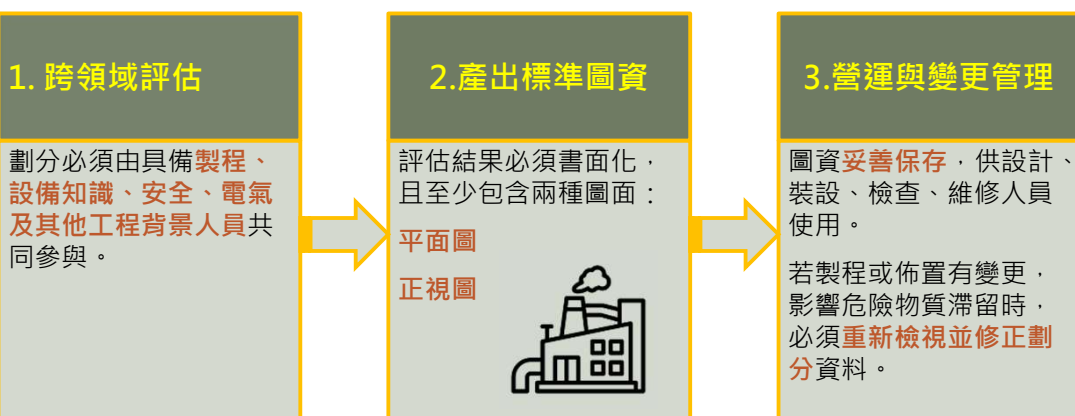 1. 跨領域評估
劃分必須由具備製程、
設備知識、安全、電氣
及其他工程背景人員共
同參與。
2.產出標準圖資
評估結果必須書面化，
且至少包含兩種圖面：
平面圖
正視圖
3.營運與變更管理
圖資妥善保存，供設計、
裝設、檢查、維修人員
使用。
若製程或佈置有變更，
影響危險物質滯留時，
必須重新檢視並修正劃
分資料。